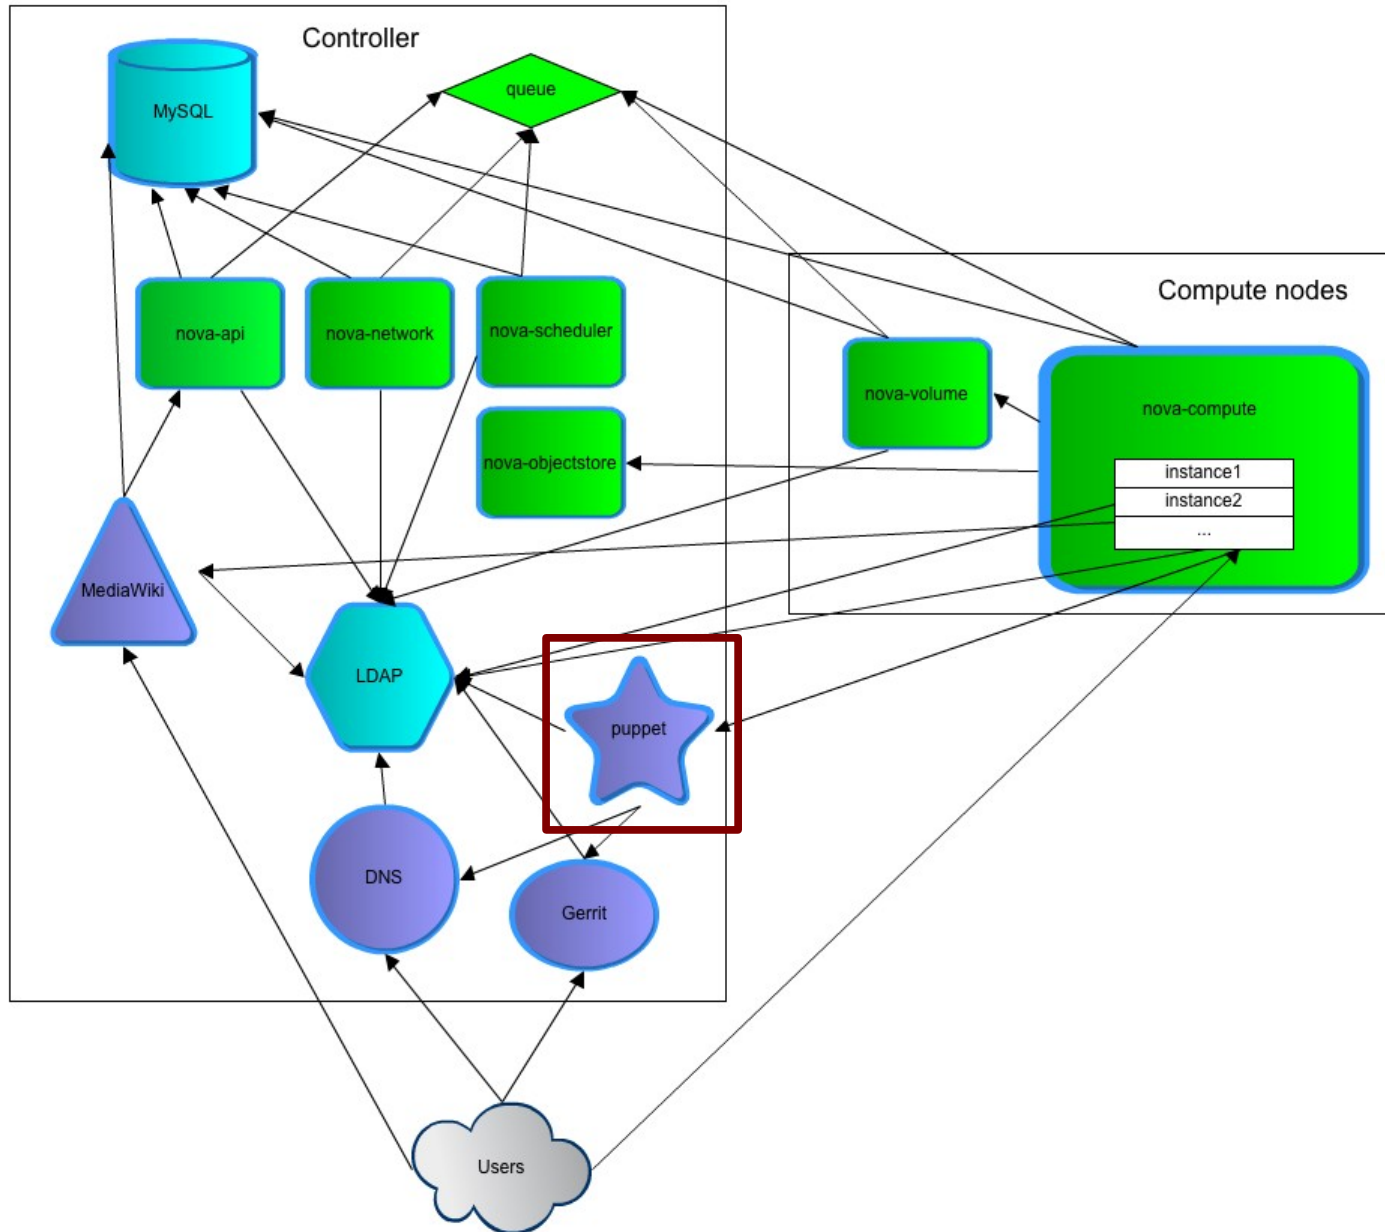 Controller
MySQL
queue
Compute nodes
nova-api
nova-network
nova-scheduler
nova-volume
nova-compute
nova-objectstore
instance1
instance2
...
MediaWiki
LDAP
puppet
DNS
Gerrit
Users